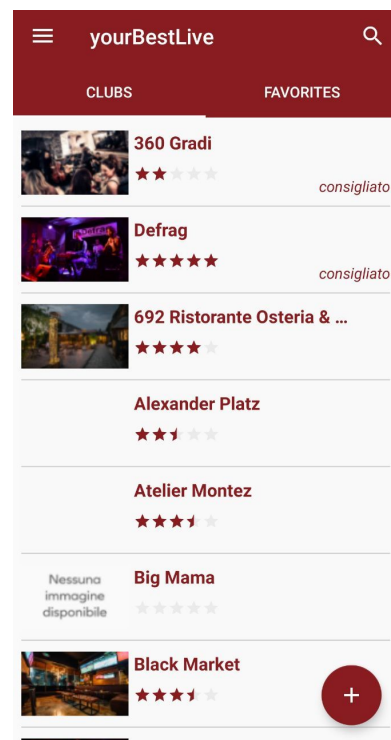 yourBestLive
CLUBS
FAVORITES
360 Gradi
consigliato
Defrag
consigliato
692 Ristorante Osteria & ...
Alexander Platz
Atelier Montez
Nessuna
immagine
disponibile
Big Mama
Black Market
+